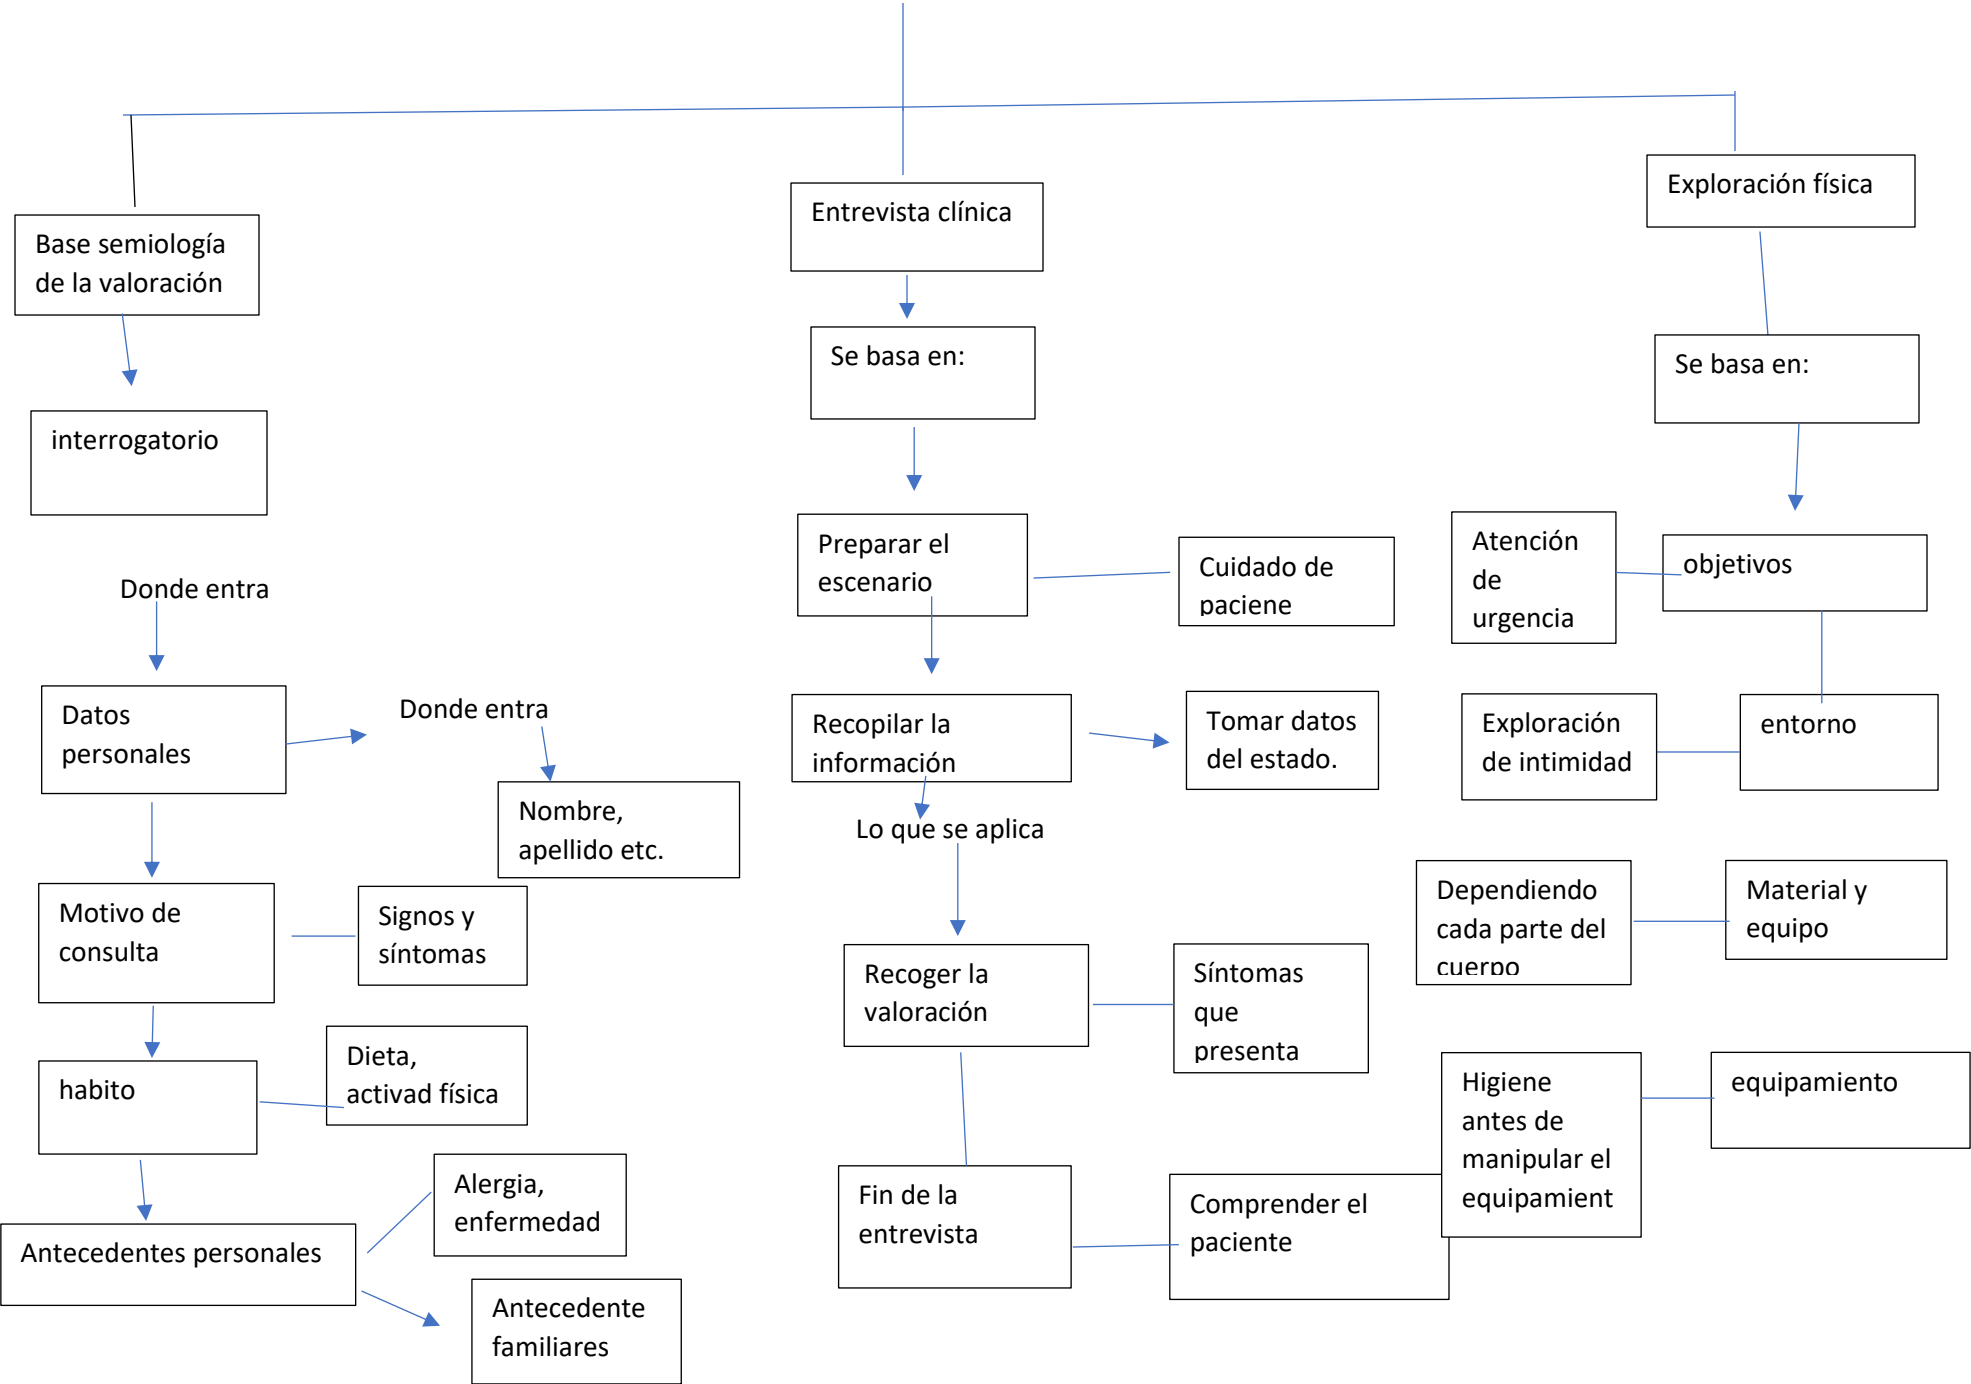 Base semiología
de la valoración
interrogatorio
Donde entra
Datos
personales
Donde entra
Nombre,
apellido etc.
Motivo de
consulta
Signos y
síntomas
habito
Dieta,
activad física
Antecedentes personales
Alergia,
enfermedad
Antecedente
familiares
Entrevista clínica
Se basa en:
Preparar el
escenario
Cuidado de
paciene
Recopilar la
información
Tomar datos
del estado.
Lo que se aplica
Recoger la
valoración
Síntomas
que
presenta
Fin de la
entrevista
Comprender el
paciente
Exploración física
Se basa en:
objetivos
Atención
de
urgencia
entorno
Exploración
de intimidad
Material y
equipo
Dependiendo
cada parte del
cuerpo
equipamiento
Higiene
antes de
manipular el
equipamient